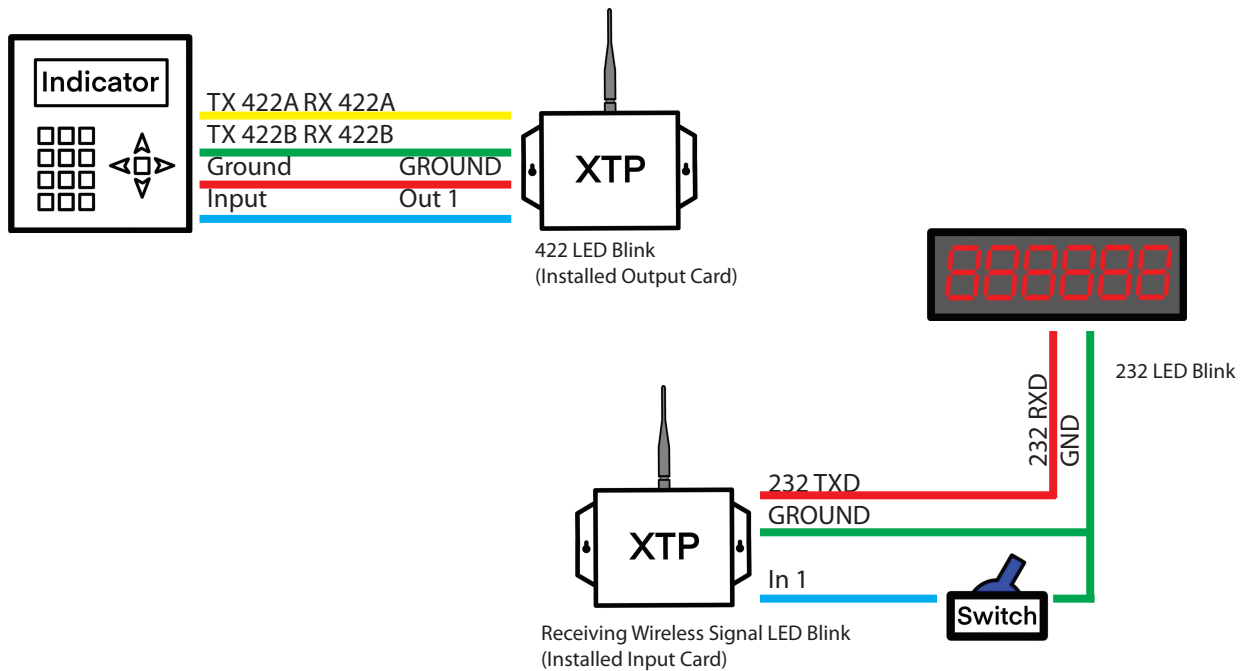 Indicator
TX 422A RX 422A
TX 422B RX 422B
Ground GROUND
Input Out 1
XTP
422 LED Blink
(Installed Output Card)
888888
232 LED Blink
232 RXD
GND
232 TXD
GROUND
In 1
XTP
Switch
Receiving Wireless Signal LED Blink
(Installed Input Card)